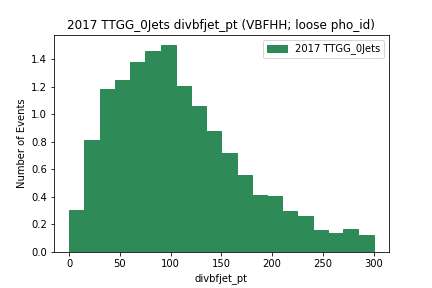 2017 TTGG_0Jets divbfjet_pt (VBFHH; loose pho_id)
2017 TTGG_0Jets
Number of Events
1.4
1.2
1.0
0.8
0.6
0.4
0.2
0.0
0 50 100 150 200 250 300
divbfjet_pt